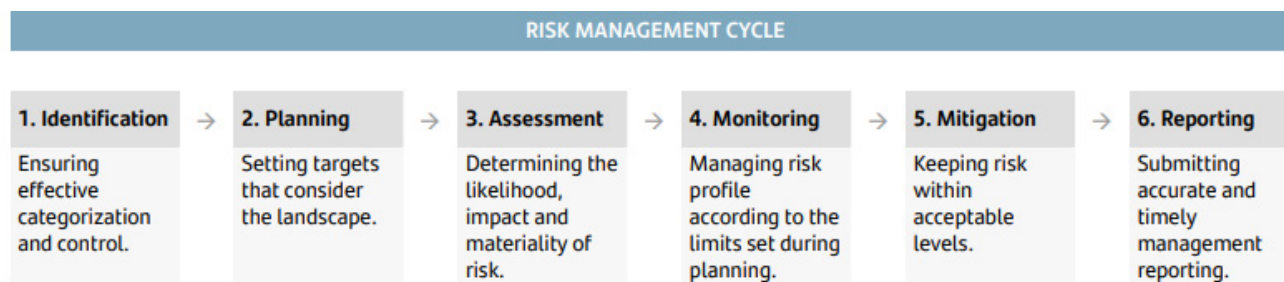 RISK MANAGEMENT CYCLE
1. Identification → 2. Planning → 3. Assessment → 4. Monitoring → 5. Mitigation → 6. Reporting
Ensuring
effective
categorization
and control.
Setting targets
that consider
the landscape.
Determining the
likelihood,
impact and
materiality of
risk.
Managing risk
profile
according to the
limits set during
planning.
Keeping risk
within
acceptable
levels.
Submitting
accurate and
timely
management
reporting.